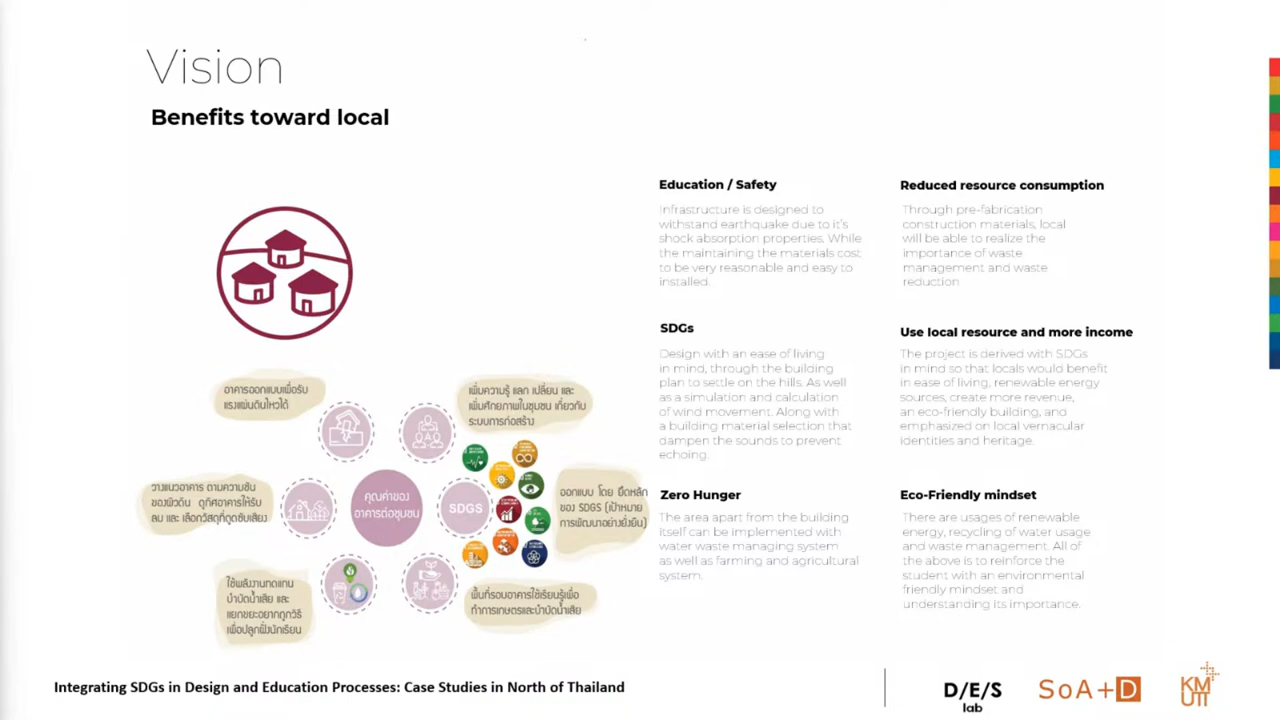 Vision
Benefits toward local
Education / Safety
Infrastructure is designed to
withstand earthquake due to it's
shock absorption properties. While
the maintaining the materials cost
to be very reasonable and easy to
installed.
Reduced resource consumption
Through pre-fabrication
construction materials, local
will be able to realize the
importance of waste
management and waste
reduction
SDGs
Design with an ease of living
in mind, through the building
plan to settle on the hills. As well
as a simulation and calculation
of wind movement. Along with
a building material selection that
dampen the sounds to prevent
echoing.
Use local resource and more income
The project is derived with SDGs
in mind so that locals would benefit
in ease of living, renewable energy
sources, create more revenue,
an eco-friendly building, and
emphasized on local vernacular
identities and heritage.
Zero Hunger
The area apart from the building
itself can be implemented with
water waste managing system
as well as farming and agricultural
system.
Eco-Friendly mindset
There are usages of renewable
energy, recycling of water usage
and waste management. All of
the above is to reinforce the
student with an environmental
friendly mindset and
understanding its importance.
อาคารออกแบบเพื่อรับ
แรงแผ่นดินไหวได้
เพิ่มความรู้ แลก เปลี่ยน และ
เพิ่มศักยภาพในชุมชน เกี่ยวกับ
ระบบการก่อสร้าง
วางแนวอาคาร ตามความชัน
ของผิวดิน ดูทิศอาคารให้รับ
ลม และ เลือกวัสดุที่ดูดซับเสียง
คุณค่าของ
อาคารต่อชุมชน
SDGS
ออกแบบ โดย ยึดหลัก
ของ SDGS (เป้าหมาย
การพัฒนาอย่างยั่งยืน)
ใช้พลังงานทดแทน
บำบัดน้ำเสีย และ
แยกขยะอยากถูกวิธี
เพื่อปลูกฝังนักเรียน
พื้นที่รอบอาคารใช้เรียนรู้เพื่อ
ทำการเกษตรและบำบัดน้ำเสีย
Integrating SDGs in Design and Education Processes: Case Studies in North of Thailand
D/E/S
lab
SoA+D
KM
UTT